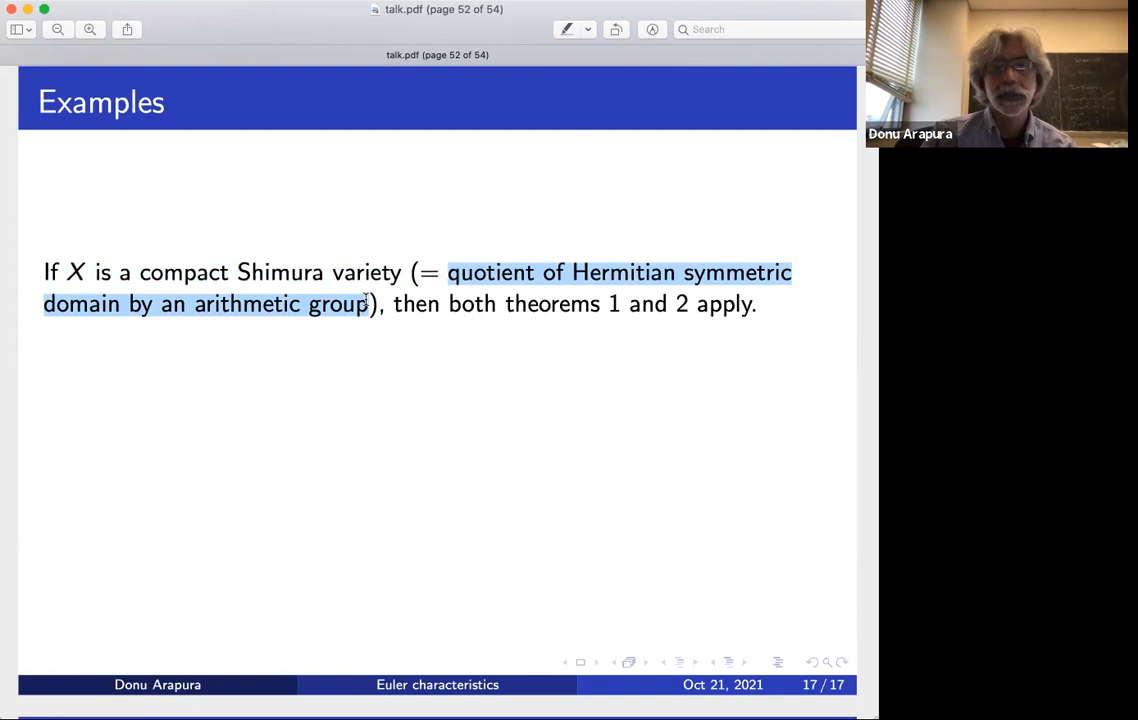 talk.pdf (page 52 of 54)
Search
talk.pdf (page 52 of 54)
Examples
If X is a compact Shimura variety (= quotient of Hermitian symmetric
domain by an arithmetic group), then both theorems 1 and 2 apply.
Donu Arapura
Euler characteristics
Oct 21, 2021
17 / 17
Donu Arapura